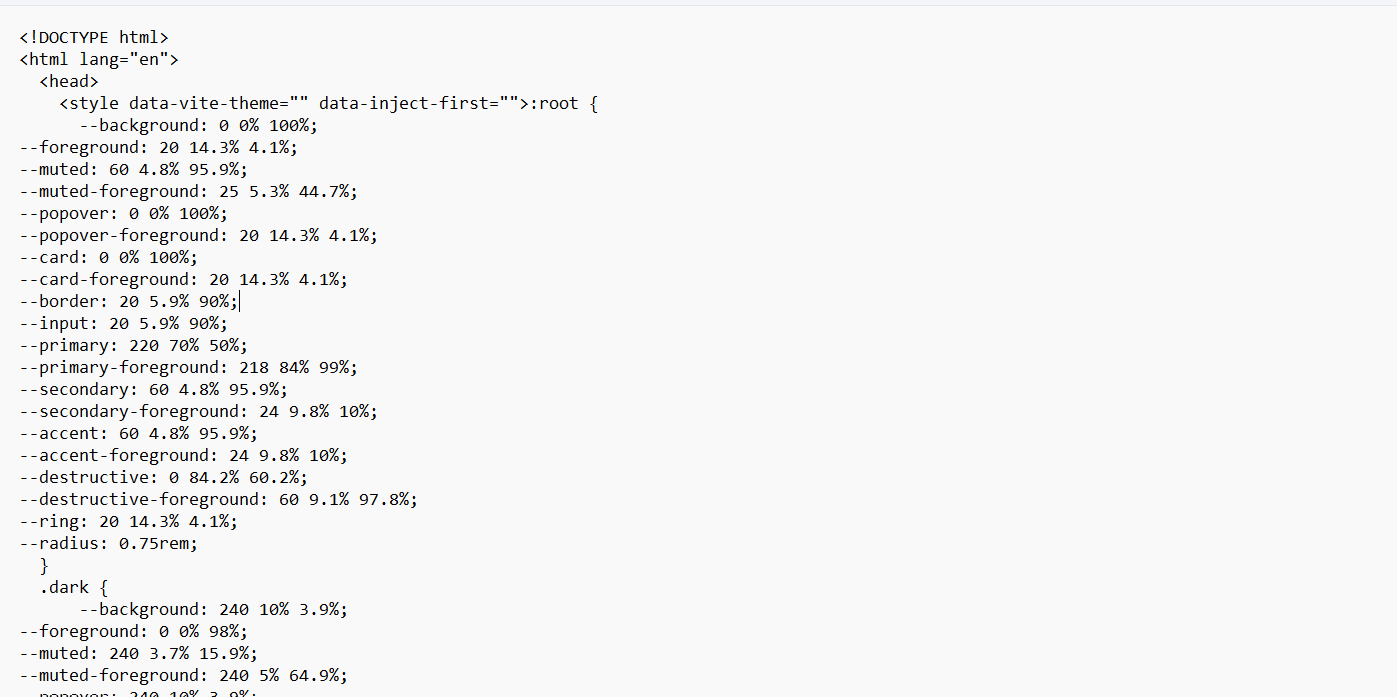 <!DOCTYPE html>
<html lang="en">
  <head>
    <style data-vite-theme="" data-inject-first="">:root {
      --background: 0 0% 100%;
--foreground: 20 14.3% 4.1%;
--muted: 60 4.8% 95.9%;
--muted-foreground: 25 5.3% 44.7%;
--popover: 0 0% 100%;
--popover-foreground: 20 14.3% 4.1%;
--card: 0 0% 100%;
--card-foreground: 20 14.3% 4.1%;
--border: 20 5.9% 90%;
--input: 20 5.9% 90%;
--primary: 220 70% 50%;
--primary-foreground: 218 84% 99%;
--secondary: 60 4.8% 95.9%;
--secondary-foreground: 24 9.8% 10%;
--accent: 60 4.8% 95.9%;
--accent-foreground: 24 9.8% 10%;
--destructive: 0 84.2% 60.2%;
--destructive-foreground: 60 9.1% 97.8%;
--ring: 20 14.3% 4.1%;
--radius: 0.75rem;
  }
  .dark {
      --background: 240 10% 3.9%;
--foreground: 0 0% 98%;
--muted: 240 3.7% 15.9%;
--muted-foreground: 240 5% 64.9%;
--popover: 240 10% 3.9%;